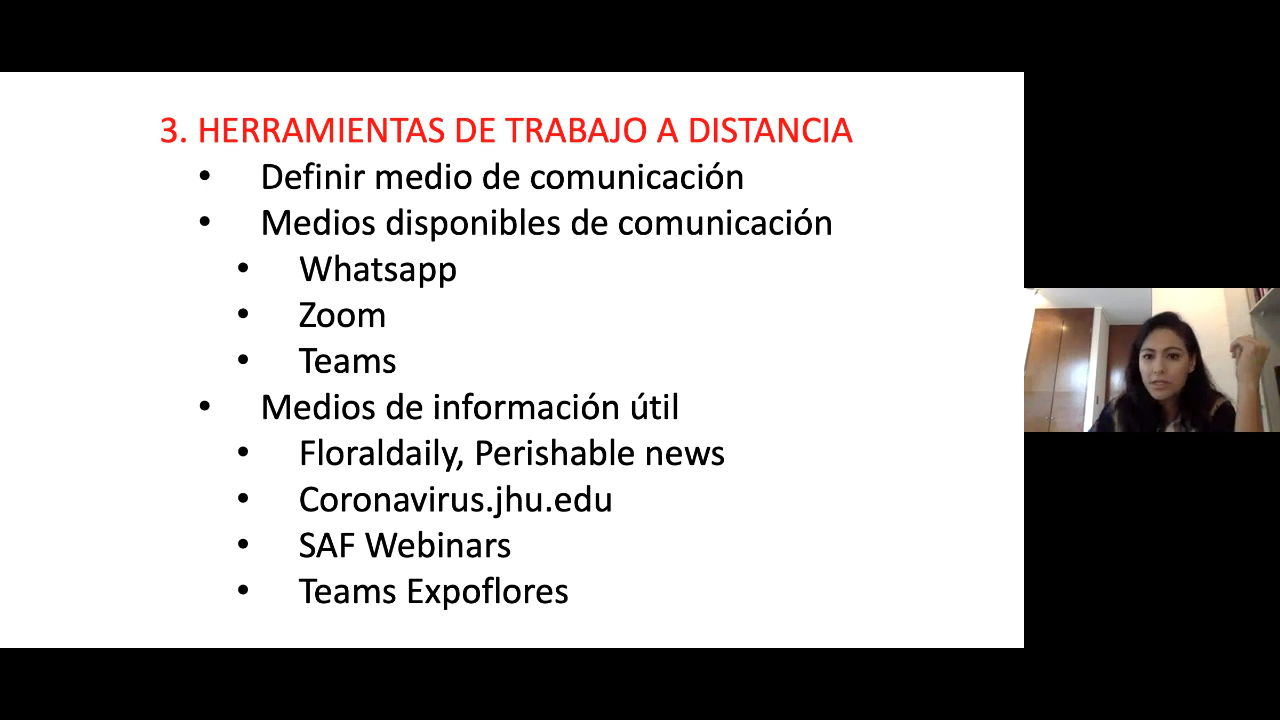 3. HERRAMIENTAS DE TRABAJO A DISTANCIA
• Definir medio de comunicación
• Medios disponibles de comunicación
• Whatsapp
• Zoom
• Teams
• Medios de información útil
• Floraldaily, Perishable news
• Coronavirus.jhu.edu
• SAF Webinars
• Teams Expoflores